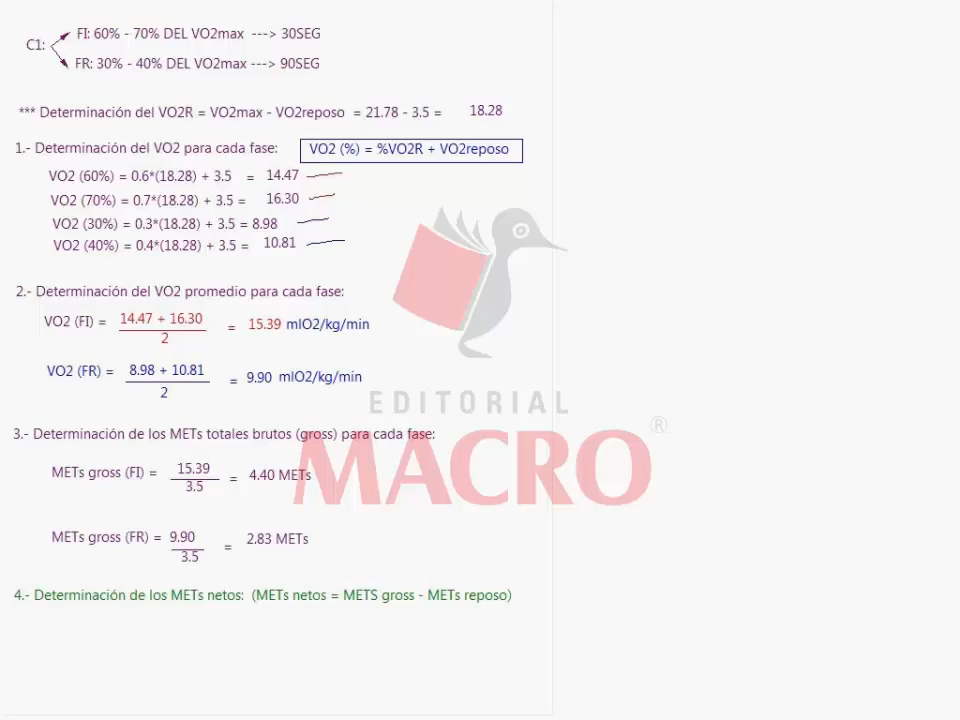 C1:
FI: 60% - 70% DEL VO2max ---> 30SEG
FR: 30% - 40% DEL VO2max ---> 90SEG
*** Determinación del VO2R = VO2max - VO2reposo = 21.78 - 3.5 = 18.28
1.- Determinación del VO2 para cada fase: VO2 (%) = %VO2R + VO2reposo
VO2 (60%) = 0.6*(18.28) + 3.5 = 14.47
VO2 (70%) = 0.7*(18.28) + 3.5 = 16.30
VO2 (30%) = 0.3*(18.28) + 3.5 = 8.98
VO2 (40%) = 0.4*(18.28) + 3.5 = 10.81
2.- Determinación del VO2 promedio para cada fase:
VO2 (FI) = 14.47 + 16.30 = 15.39 mlO2/kg/min
2
VO2 (FR) = 8.98 + 10.81 = 9.90 mlO2/kg/min
2
EDITORIAL
MACRO®
3.- Determinación de los METs totales brutos (gross) para cada fase:
METs gross (FI) = 15.39 = 4.40 METs
3.5
METs gross (FR) = 9.90 = 2.83 METs
3.5
4.- Determinación de los METs netos: (METs netos = METS gross - METs reposo)